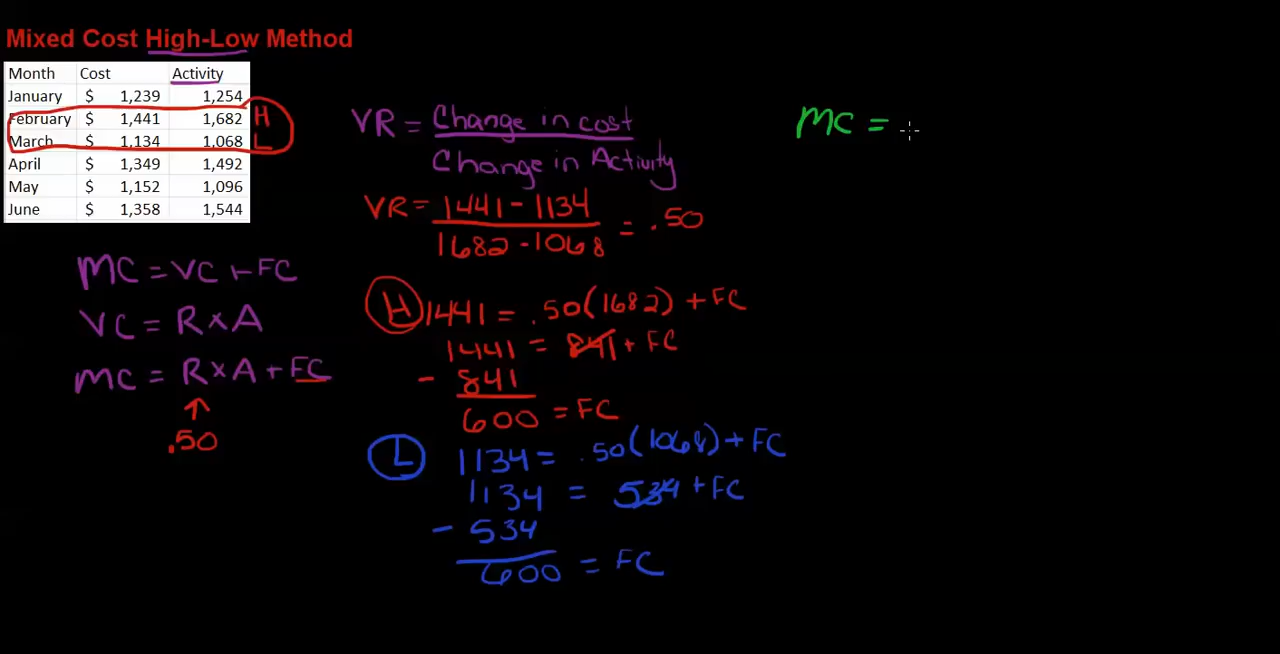 Mixed Cost High-Low Method
Month Cost Activity
January $ 1,239 1,254
February $ 1,441 1,682 H
March $ 1,134 1,068 L
April $ 1,349 1,492
May $ 1,152 1,096
June $ 1,358 1,544
MC = VC + FC
VC = R x A
MC = R x A + FC
.50
VR = Change in cost
Change in Activity
VR = 1441 - 1134
1682 - 1068 = .50
H 1441 = .50(1682) + FC
1441 = 841 + FC
- 841
600 = FC
L 1134 = .50(1068) + FC
1134 = 534 + FC
- 534
600 = FC
MC =